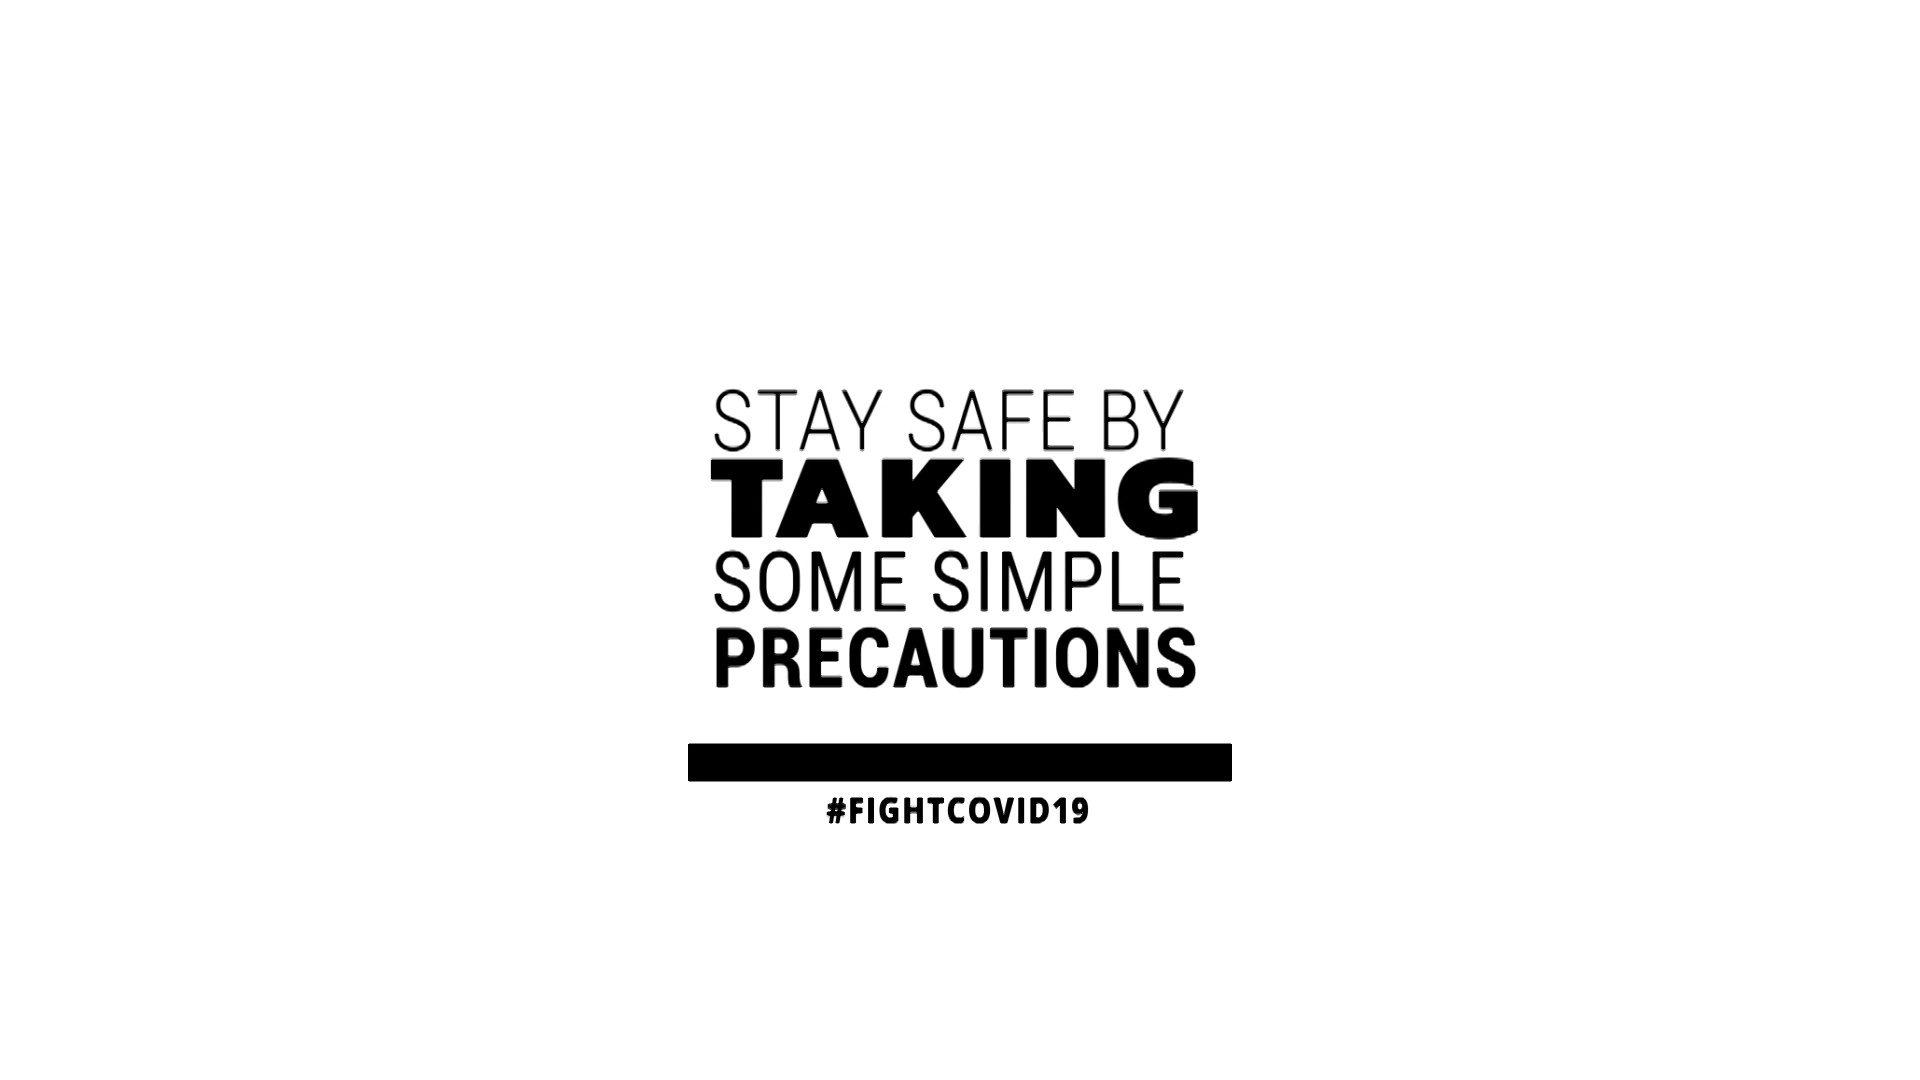 STAY SAFE BY
TAKING
SOME SIMPLE
PRECAUTIONS
#FIGHTCOVID19